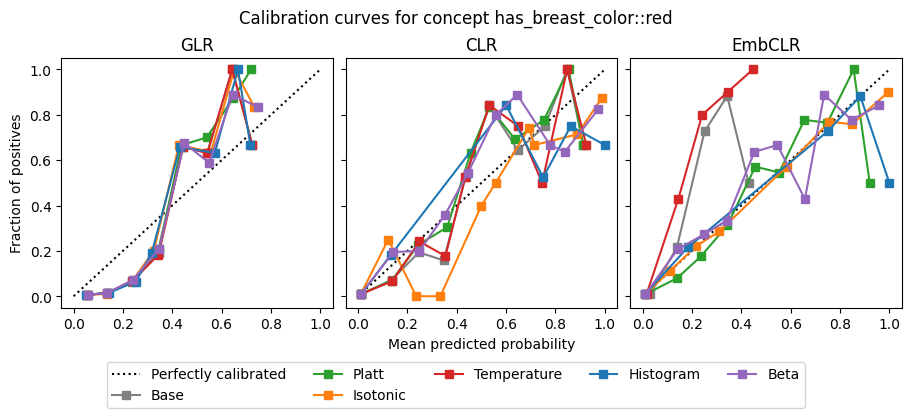 Calibration curves for concept has_breast_color::red
GLR
CLR
EmbCLR
Fraction of positives
1.0
0.8
0.6
0.4
0.2
0.0
0.0 0.2 0.4 0.6 0.8 1.0
0.0 0.2 0.4 0.6 0.8 1.0
0.0 0.2 0.4 0.6 0.8 1.0
Mean predicted probability
Perfectly calibrated Platt Temperature Histogram Beta
Base Isotonic